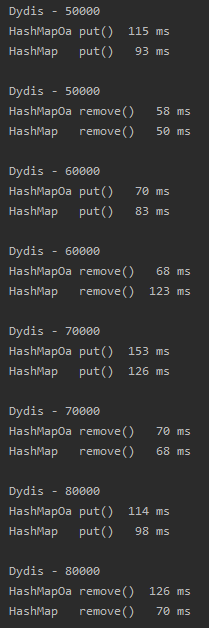 Dydis - 50000
HashMapOa put()  115 ms
HashMap   put()   93 ms

Dydis - 50000
HashMapOa remove()   58 ms
HashMap   remove()   50 ms

Dydis - 60000
HashMapOa put()   70 ms
HashMap   put()   83 ms

Dydis - 60000
HashMapOa remove()   68 ms
HashMap   remove()  123 ms

Dydis - 70000
HashMapOa put()  153 ms
HashMap   put()  126 ms

Dydis - 70000
HashMapOa remove()   70 ms
HashMap   remove()   68 ms

Dydis - 80000
HashMapOa put()  114 ms
HashMap   put()   98 ms

Dydis - 80000
HashMapOa remove()  126 ms
HashMap   remove()   70 ms